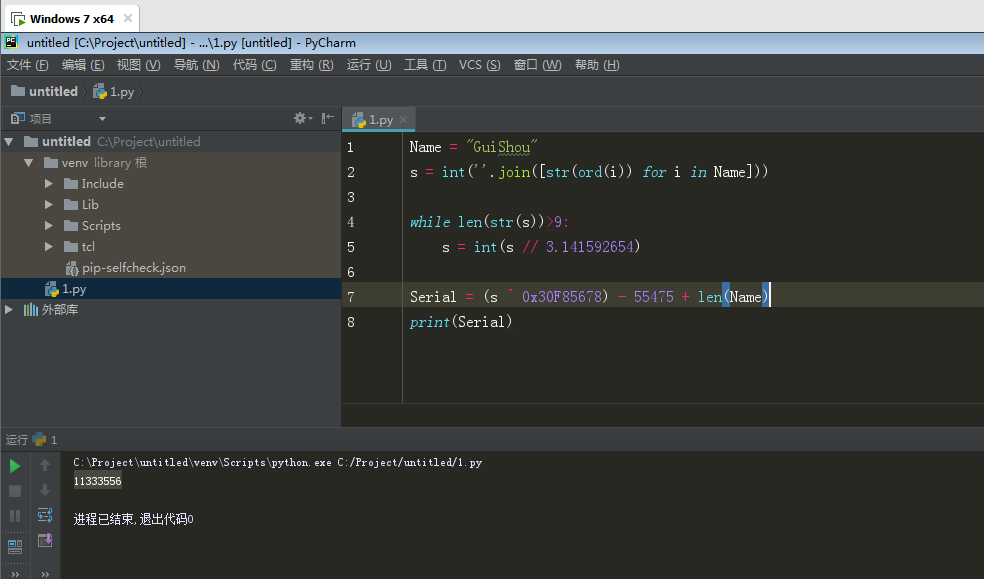 Windows 7 x64
untitled [C:\Project\untitled] - ...\1.py [untitled] - PyCharm
文件 (F) 编辑 (E) 视图 (V) 导航 (N) 代码 (C) 重构 (R) 运行 (U) 工具 (T) VCS (S) 窗口 (W) 帮助 (H)
untitled 1.py
项目
1.py
untitled C:\Project\untitled
venv library 根
Include
Lib
Scripts
tcl
pip-selfcheck.json
1.py
外部库
1 Name = "GuiShou"
2 s = int(''.join([str(ord(i)) for i in Name]))
3
4 while len(str(s))>9:
5 s = int(s // 3.141592654)
6
7 Serial = (s ^ 0x30F85678) - 55475 + len(Name)
8 print(Serial)
运行 1
C:\Project\untitled\venv\Scripts\python.exe C:/Project/untitled/1.py
11333556
进程已结束,退出代码0